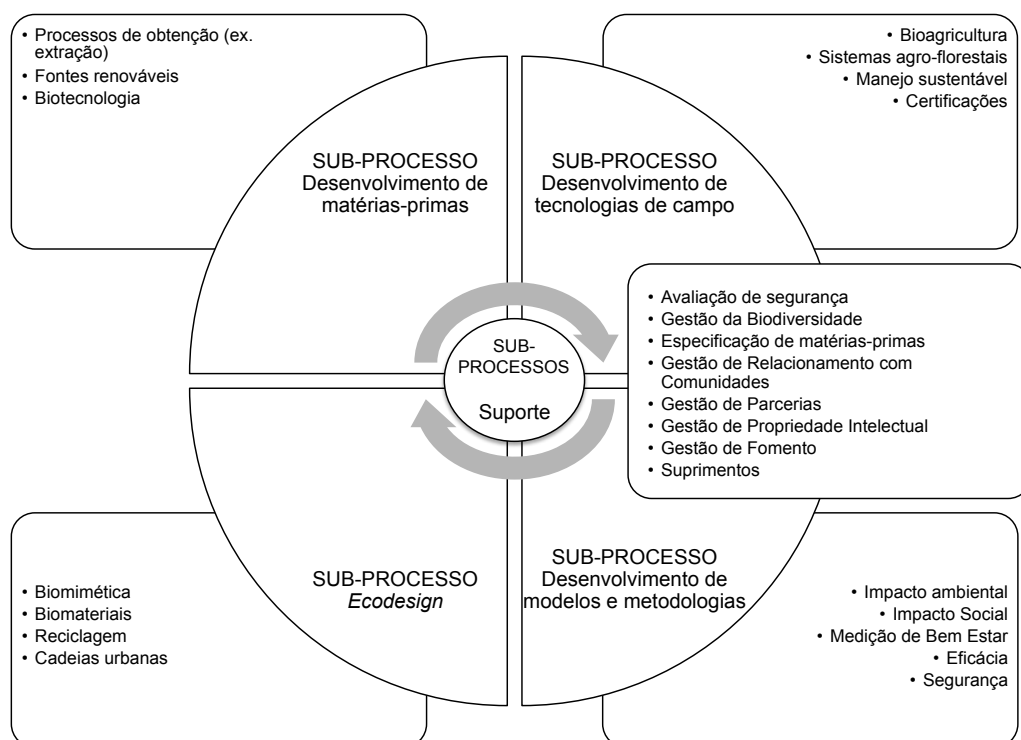 • Processos de obtenção (ex.
extração)
• Fontes renováveis
• Biotecnologia
• Bioagricultura
• Sistemas agro-florestais
• Manejo sustentável
• Certificações
SUB-PROCESSO
Desenvolvimento de
matérias-primas
SUB-PROCESSO
Desenvolvimento de
tecnologias de campo
SUB-
PROCESSOS
Suporte
• Avaliação de segurança
• Gestão da Biodiversidade
• Especificação de matérias-primas
• Gestão de Relacionamento com
Comunidades
• Gestão de Parcerias
• Gestão de Propriedade Intelectual
• Gestão de Fomento
• Suprimentos
SUB-PROCESSO
Ecodesign
SUB-PROCESSO
Desenvolvimento de
modelos e metodologias
• Biomimética
• Biomateriais
• Reciclagem
• Cadeias urbanas
• Impacto ambiental
• Impacto Social
• Medição de Bem Estar
• Eficácia
• Segurança